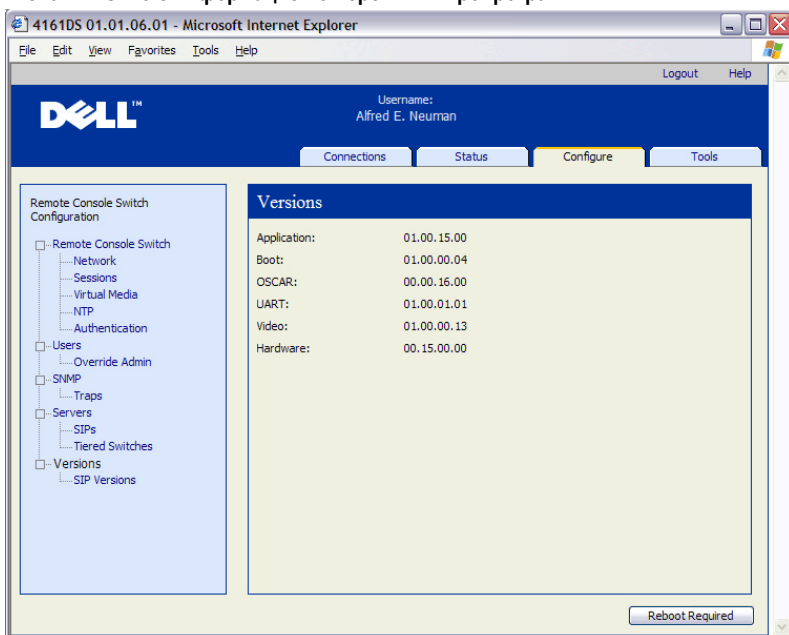 4161DS 01.01.06.01 - Microsoft Internet Explorer
File Edit View Favorites Tools Help
Logout Help
DELL™
Username:
Alfred E. Neuman
Connections Status Configure Tools
Remote Console Switch
Configuration
Remote Console Switch
Network
Sessions
Virtual Media
NTP
Authentication
Users
Override Admin
SNMP
Traps
Servers
SIPs
Tiered Switches
Versions
SIP Versions
Versions
Application: 01.00.15.00
Boot: 01.00.00.04
OSCAR: 00.00.16.00
UART: 01.00.01.01
Video: 01.00.00.13
Hardware: 00.15.00.00
Reboot Required